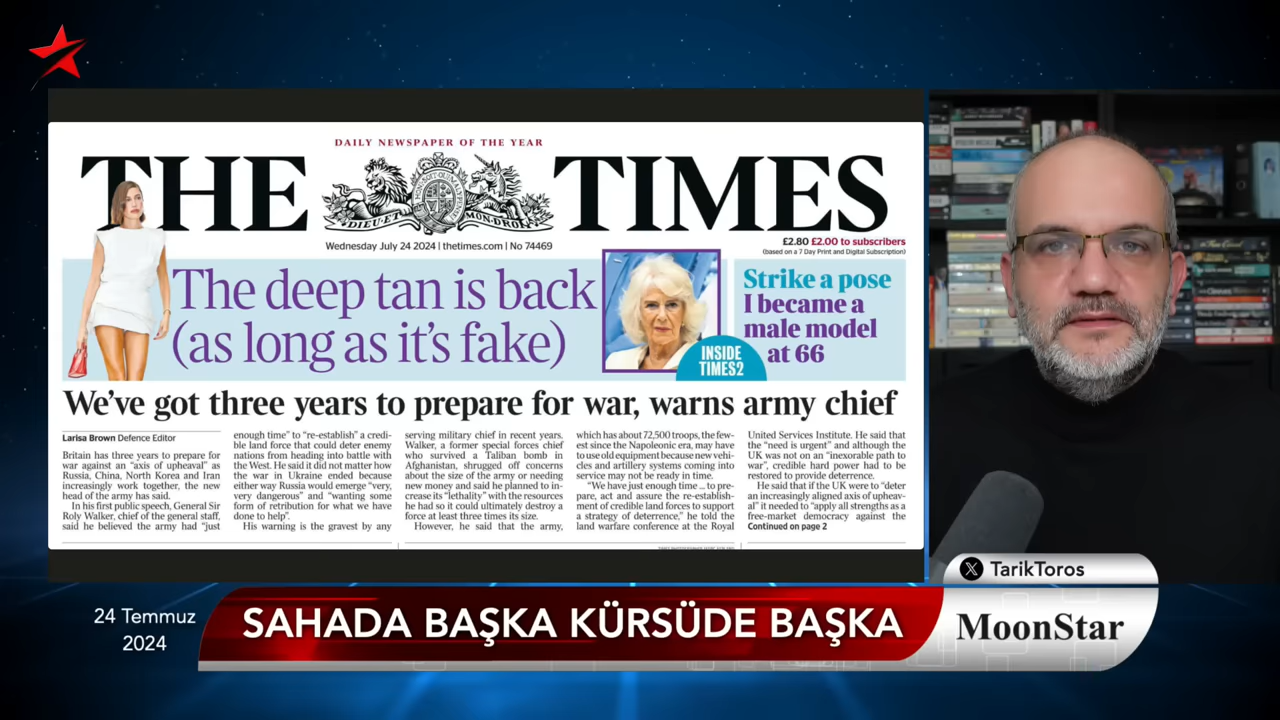 DAILY NEWSPAPER OF THE YEAR
THE TIMES
DIEU ET MON DROIT
Wednesday July 24 2024 | thetimes.com | No 74469
£2.80 £2.00 to subscribers
(based on a 7 Day Print and Digital Subscription)
The deep tan is back
(as long as it's fake)
INSIDE
TIMES2
Strike a pose
I became a
male model
at 66
We've got three years to prepare for war, warns army chief
Larisa Brown Defence Editor
Britain has three years to prepare for
war against an “axis of upheaval” as
Russia, China, North Korea and Iran
increasingly work together, the new
head of the army has said.
In his first public speech, General Sir
Roly Walker, chief of the general staff,
said he believed the army had “just
enough time” to “re-establish” a credi-
ble land force that could deter enemy
nations from heading into battle with
the West. He said it did not matter how
the war in Ukraine ended because
either way Russia would emerge “very,
very dangerous” and “wanting some
form of retribution for what we have
done to help”.
His warning is the gravest by any
serving military chief in recent years.
Walker, a former special forces chief
who survived a Taliban bomb in
Afghanistan, shrugged off concerns
about the size of the army or needing
new money and said he planned to in-
crease its “lethality” with the resources
he had so it could ultimately destroy a
force at least three times its size.
However, he said that the army,
which has about 72,500 troops, the few-
est since the Napoleonic era, may have
to use old equipment because new vehi-
cles and artillery systems coming into
service may not be ready in time.
“We have just enough time ... to pre-
pare, act and assure the re-establish-
ment of credible land forces to support
a strategy of deterrence,” he told the
land warfare conference at the Royal
United Services Institute. He said that
the “need is urgent” and although the
UK was not on an “inexorable path to
war”, credible hard power had to be
restored to provide deterrence.
He said that if the UK were to “deter
an increasingly aligned axis of upheav-
al” it needed to “apply all strengths as a
free-market democracy against the
Continued on page 2
TarikToros
24 Temmuz
2024
SAHADA BAŞKA KÜRSÜDE BAŞKA
MoonStar